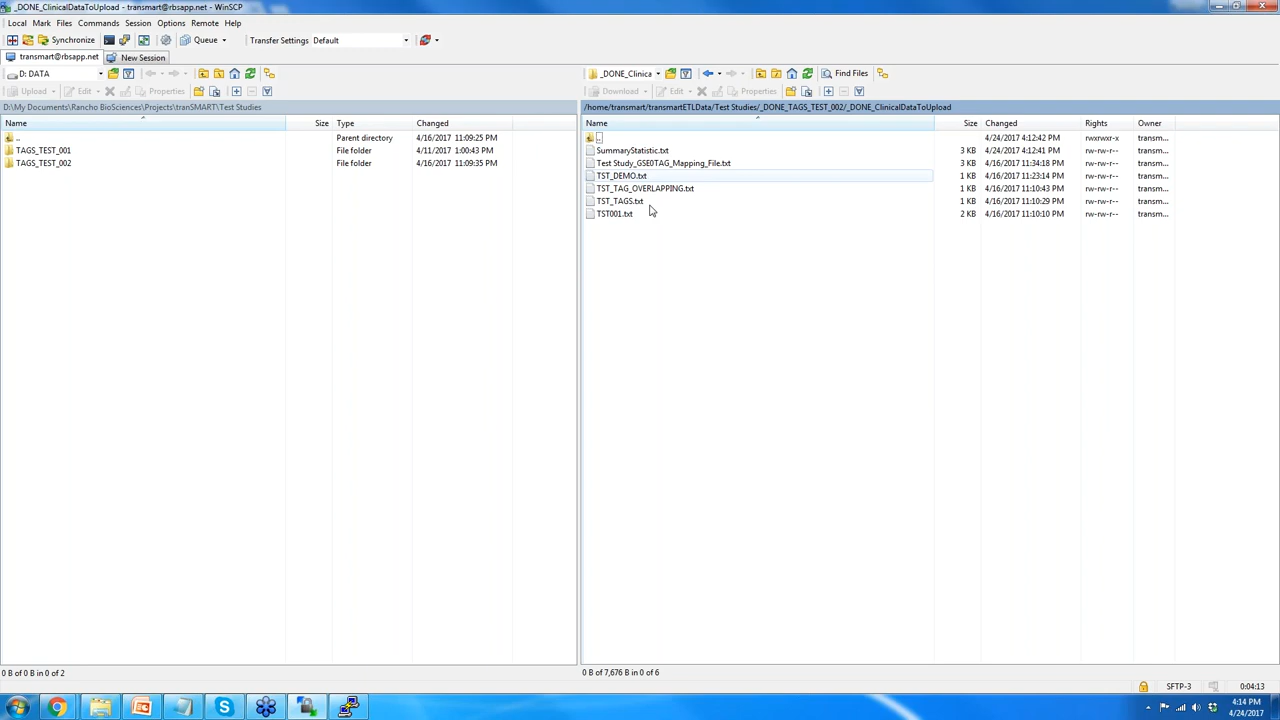 _DONE_ClinicalDataToUpload - transmart@rbsapp.net - WinSCP
Local Mark Files Commands Session Options Remote Help
Synchronize Queue Transfer Settings Default
transmart@rbsapp.net New Session
D: DATA _DONE_Clinica Find Files
Upload Edit Properties Download Edit Properties
D:\My Documents\Rancho BioSciences\Projects\tranSMART\Test Studies /home/transmart/transmartETLData/Test Studies/_DONE_TAGS_TEST_002/_DONE_ClinicalDataToUpload
Name Size Type Changed Name Size Changed Rights Owner
.. Parent directory 4/16/2017 11:09:25 PM .. 4/24/2017 4:12:42 PM rwxrwxr-x transm...
TAGS_TEST_001 File folder 4/11/2017 1:00:43 PM SummaryStatistic.txt 3 KB 4/24/2017 4:12:41 PM rw-rw-r-- transm...
TAGS_TEST_002 File folder 4/16/2017 11:09:35 PM Test Study_GSE0TAG_Mapping_File.txt 3 KB 4/16/2017 11:34:18 PM rw-rw-r-- transm...
TST_DEMO.txt 1 KB 4/16/2017 11:23:14 PM rw-rw-r-- transm...
TST_TAG_OVERLAPPING.txt 1 KB 4/16/2017 11:10:43 PM rw-rw-r-- transm...
TST_TAGS.txt 1 KB 4/16/2017 11:10:29 PM rw-rw-r-- transm...
TST001.txt 2 KB 4/16/2017 11:10:10 PM rw-rw-r-- transm...
0 B of 0 B in 0 of 2 0 B of 7,676 B in 0 of 6
SFTP-3 0:04:13
4:14 PM
4/24/2017